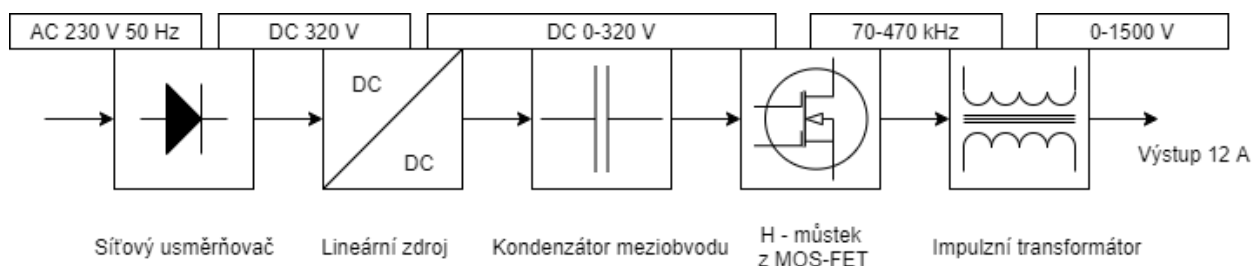 AC 230 V 50 Hz
DC 320 V
DC 0-320 V
70-470 kHz
0-1500 V
DC
DC
Výstup 12 A
Síťový usměrňovač
Lineární zdroj
Kondenzátor meziobvodu
H - můstek
z MOS-FET
Impulzní transformátor